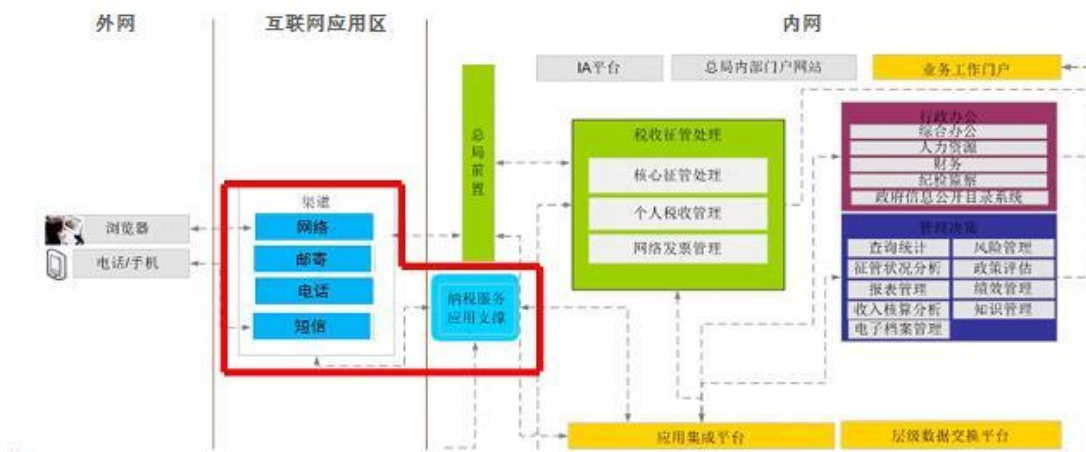 外网
互联网应用区
内网
IA平台
总局内部门户网站
业务工作门户
总局前置
税收征管处理
核心征管处理
个人税收管理
网络发票管理
行政办公
综合办公
人力资源
财务
纪检监察
政府信息公开目录系统
渠道
网络
邮寄
电话
短信
浏览器
电话/手机
纳税服务
应用支撑
管理决策
查询统计
风险管理
征管状况分析
政策评估
报表管理
绩效管理
收入核算分析
知识管理
电子档案管理
应用集成平台
层级数据交换平台